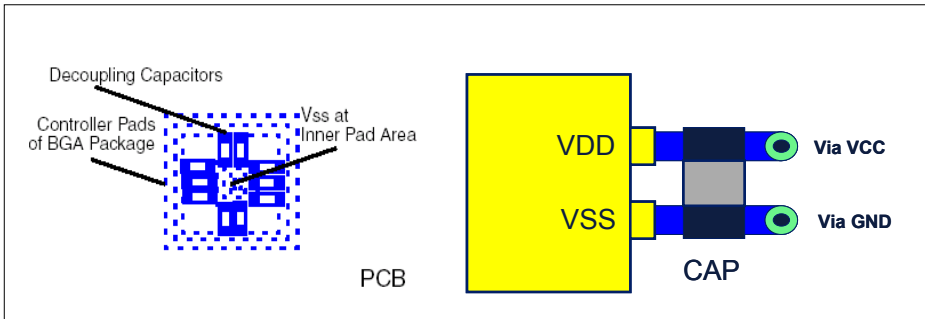 Decoupling Capacitors
Controller Pads
of BGA Package
Vss at
Inner Pad Area
PCB
VDD
VSS
CAP
Via VCC
Via GND